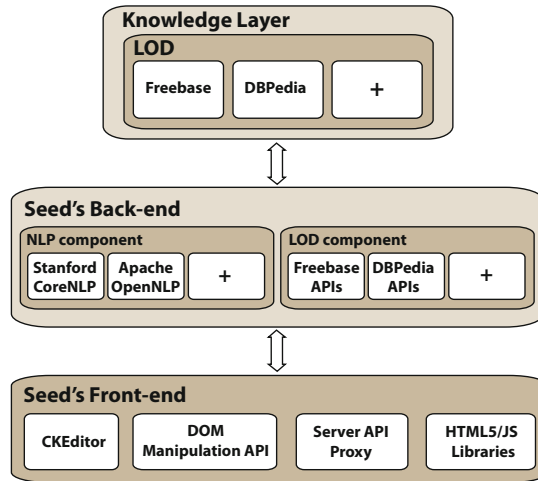 Knowledge Layer
LOD
Freebase
DBPedia
+
Seed's Back-end
NLP component
Stanford
CoreNLP
Apache
OpenNLP
+
LOD component
Freebase
APIs
DBPedia
APIs
+
Seed's Front-end
CKEditor
DOM
Manipulation API
Server API
Proxy
HTML5/JS
Libraries